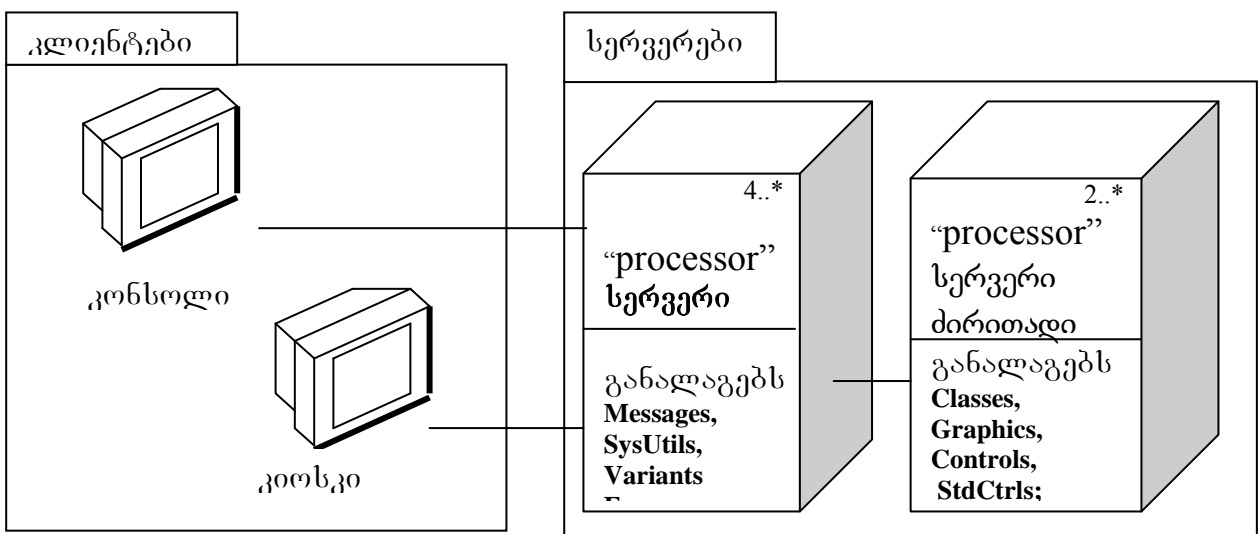 კლიენტები
კონსოლი
კიოსკი
სერვერები
4..*
“processor”
სერვერი
განალაგებს
Messages,
SysUtils,
Variants
2..*
“processor”
სერვერი
ძირითადი
განალაგებს
Classes,
Graphics,
Controls,
StdCtrls;